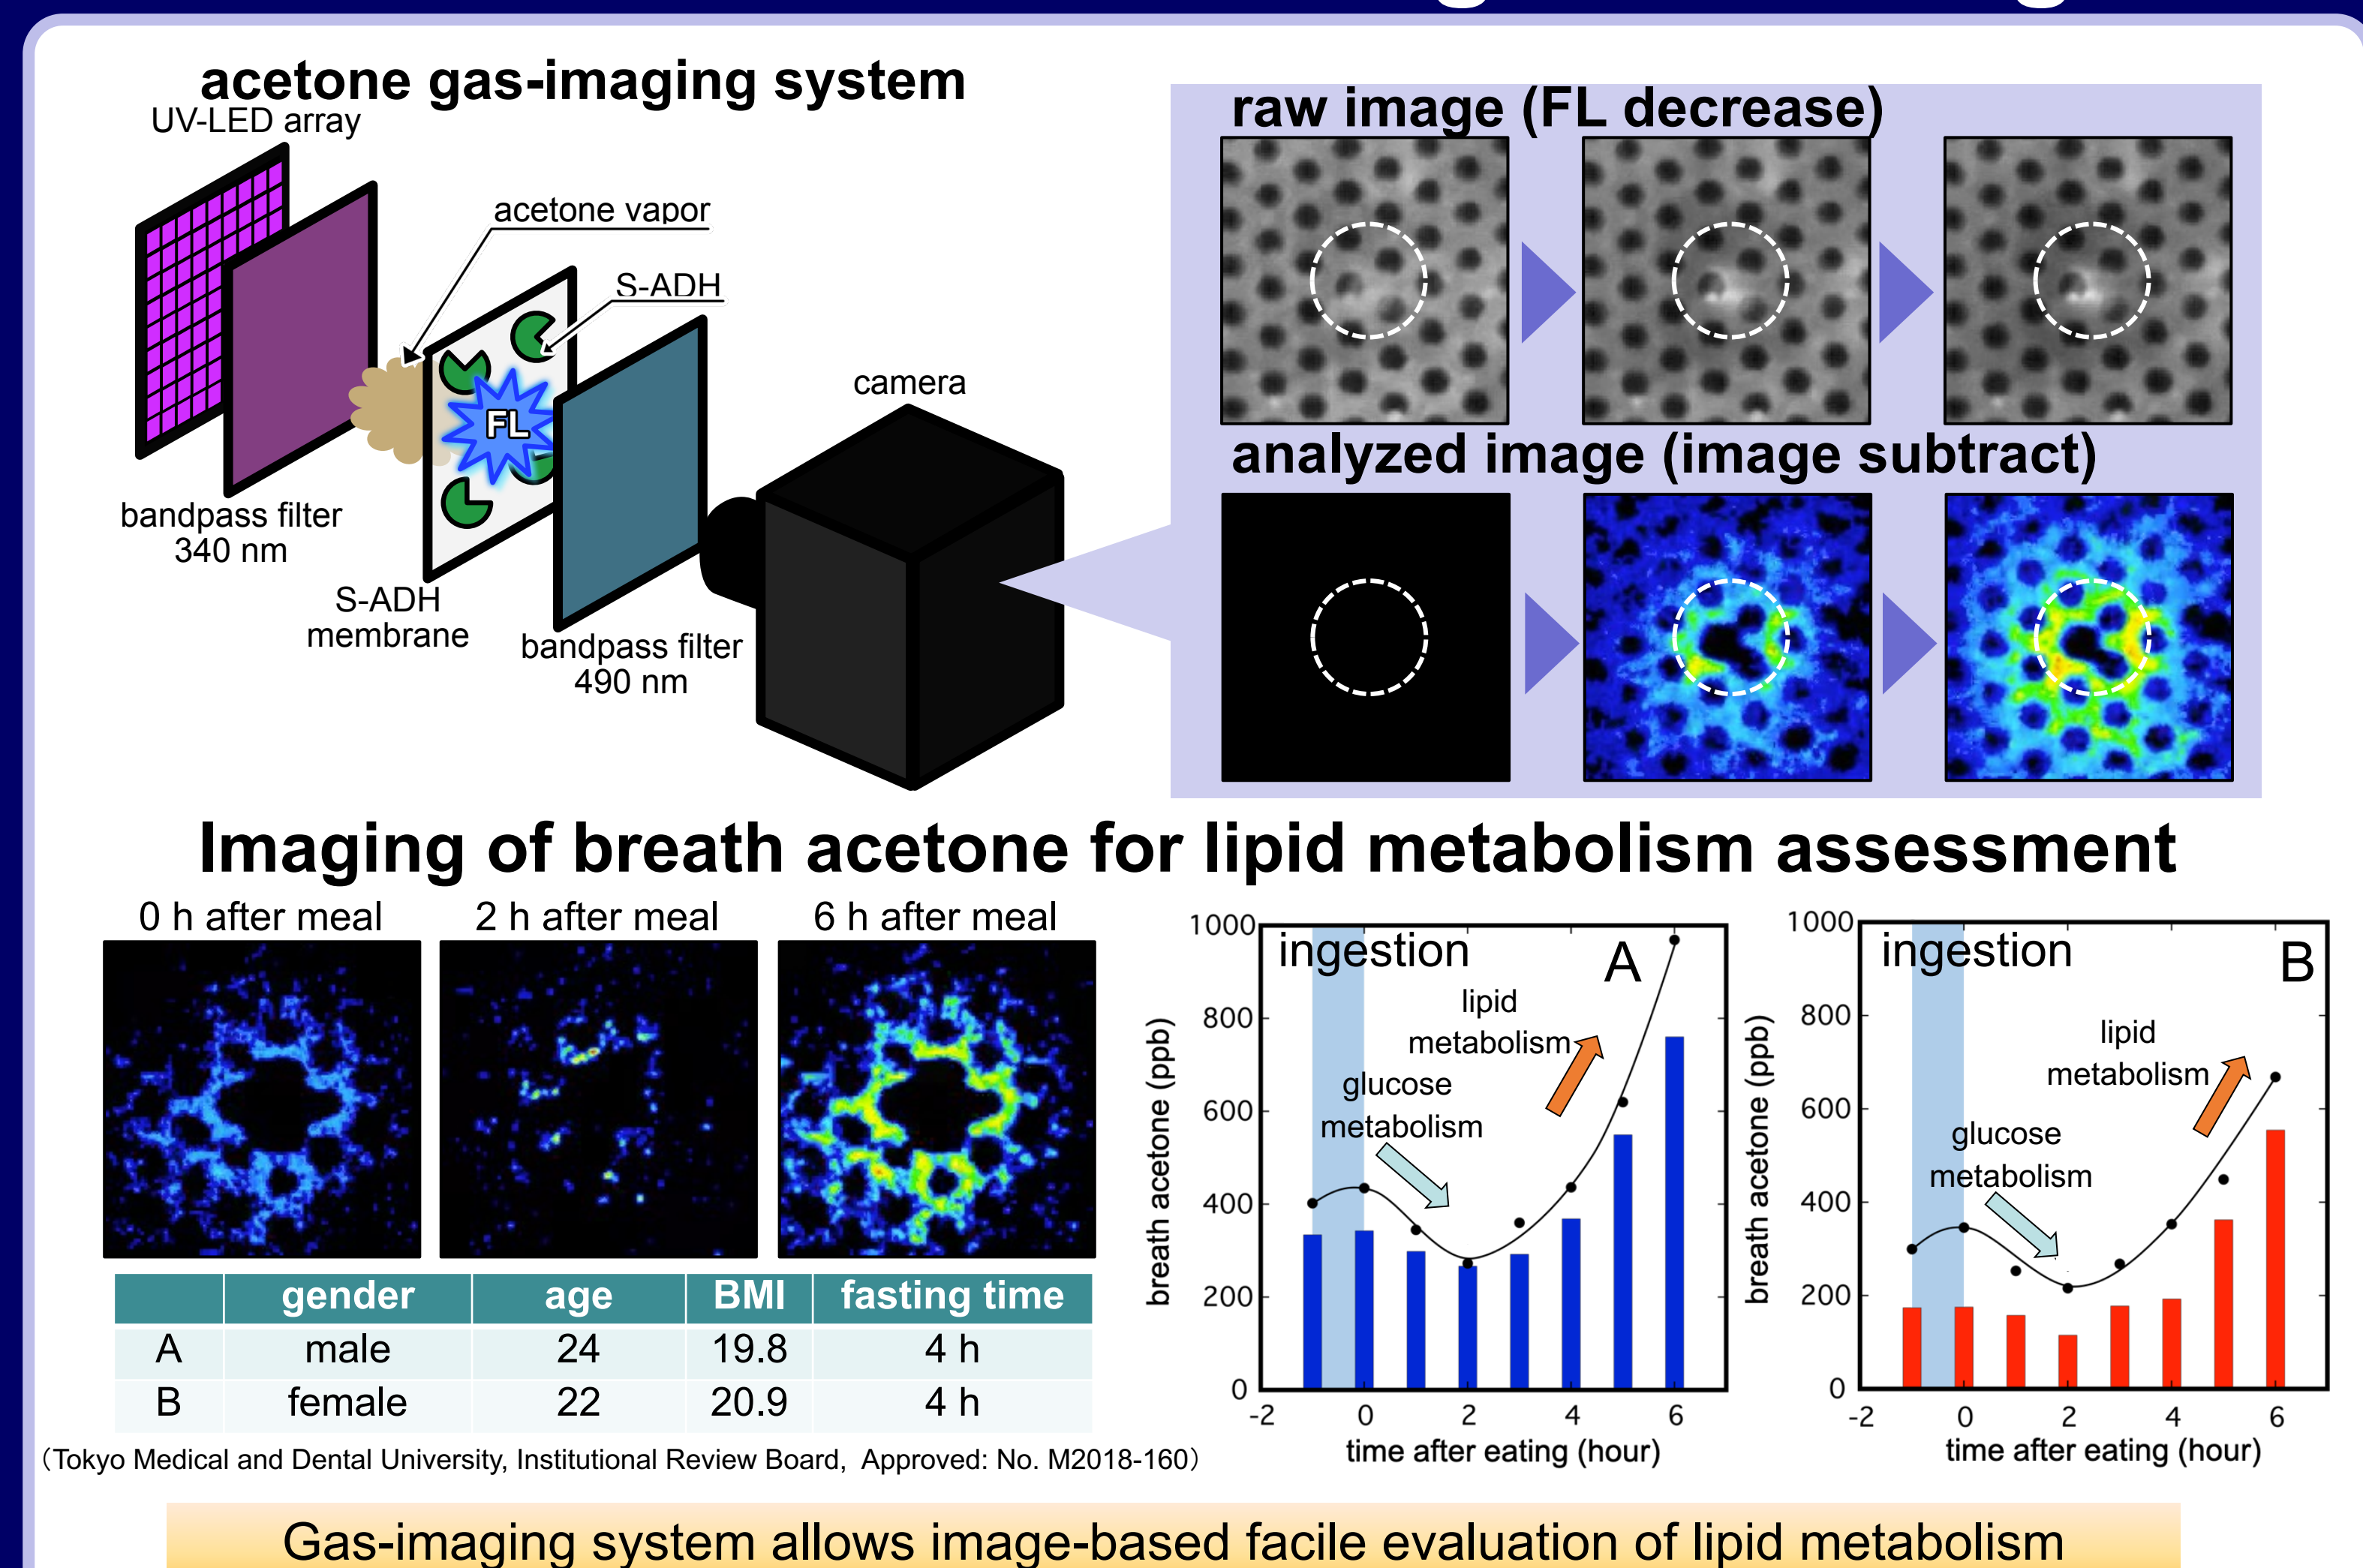 acetone gas-imaging system
UV-LED array
acetone vapor
S-ADH
FL
camera
bandpass filter
340 nm
S-ADH
membrane
bandpass filter
490 nm
raw image (FL decrease)
analyzed image (image subtract)
Imaging of breath acetone for lipid metabolism assessment
0 h after meal
2 h after meal
6 h after meal
gender age BMI fasting time
A male 24 19.8 4 h
B female 22 20.9 4 h
(Tokyo Medical and Dental University, Institutional Review Board, Approved: No. M2018-160)
breath acetone (ppb)
1000
800
600
400
200
0
ingestion
A
lipid
metabolism
glucose
metabolism
-2 0 2 4 6
time after eating (hour)
breath acetone (ppb)
1000
800
600
400
200
0
ingestion
B
lipid
metabolism
glucose
metabolism
-2 0 2 4 6
time after eating (hour)
Gas-imaging system allows image-based facile evaluation of lipid metabolism